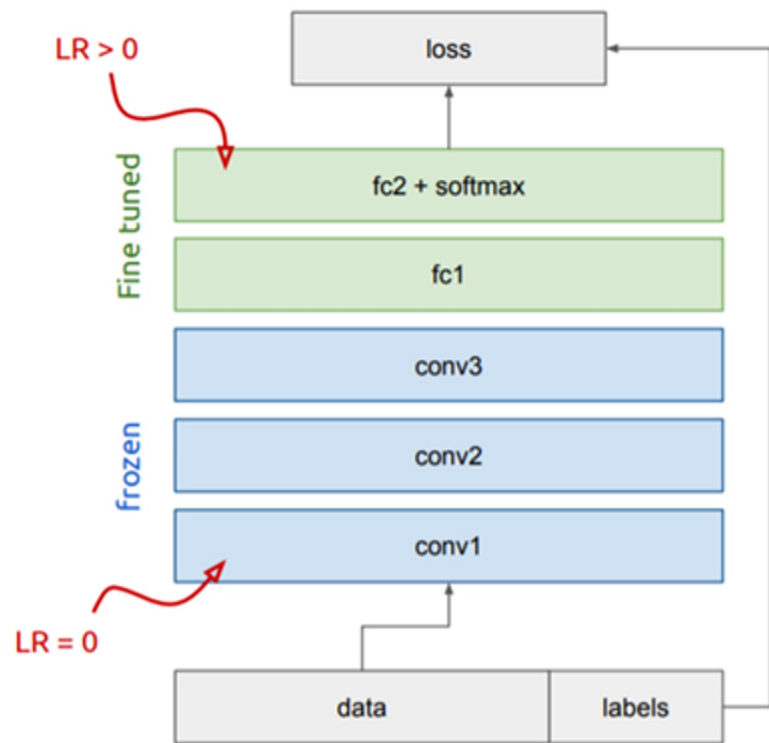 LR > 0
loss
Fine tuned
fc2 + softmax
fc1
conv3
frozen
conv2
conv1
LR = 0
data
labels